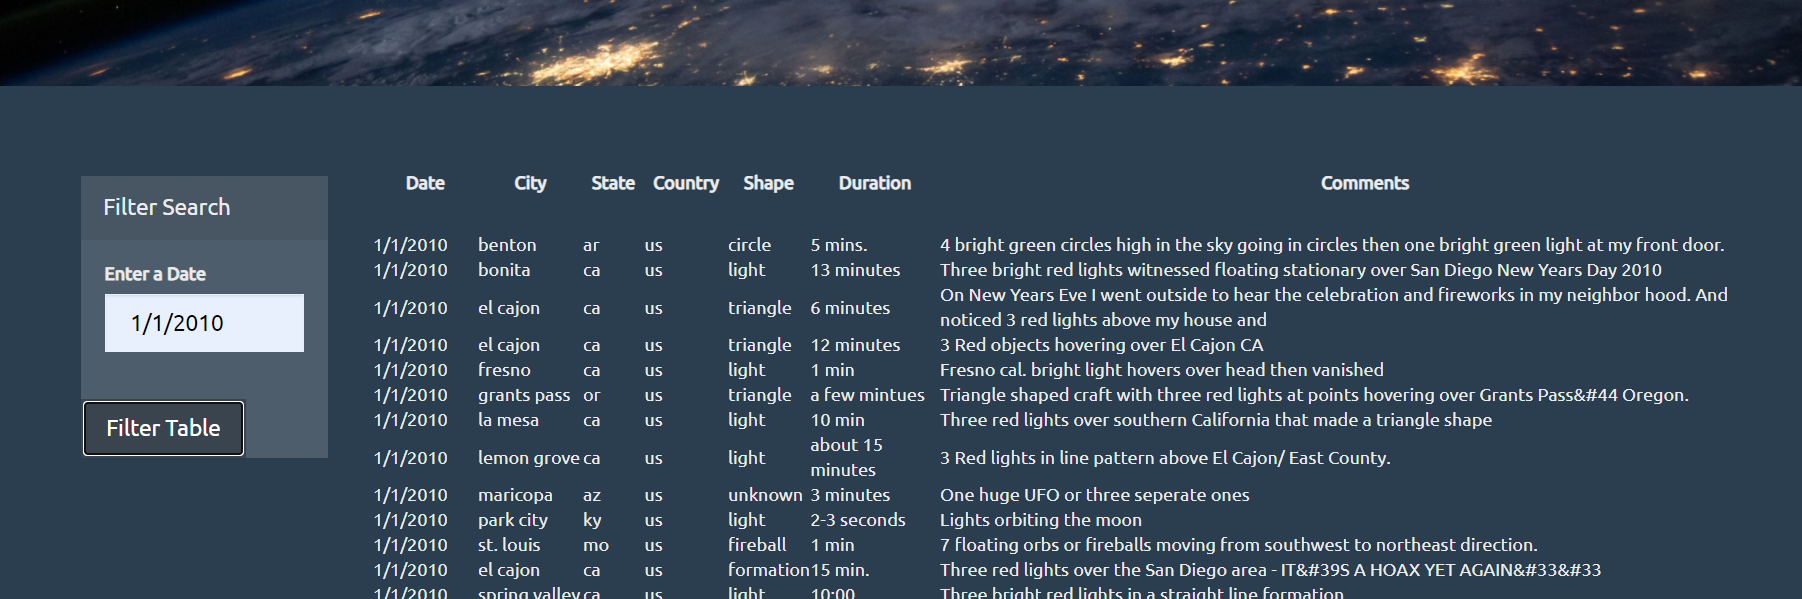 Date City State Country Shape Duration Comments
Filter Search
Enter a Date
1/1/2010
Filter Table
1/1/2010 benton ar us circle 5 mins. 4 bright green circles high in the sky going in circles then one bright green light at my front door.
1/1/2010 bonita ca us light 13 minutes Three bright red lights witnessed floating stationary over San Diego New Years Day 2010
1/1/2010 el cajon ca us triangle 6 minutes On New Years Eve I went outside to hear the celebration and fireworks in my neighbor hood. And
noticed 3 red lights above my house and
1/1/2010 el cajon ca us triangle 12 minutes 3 Red objects hovering over El Cajon CA
1/1/2010 fresno ca us light 1 min Fresno cal. bright light hovers over head then vanished
1/1/2010 grants pass or us triangle a few mintues Triangle shaped craft with three red lights at points hovering over Grants Pass&#44 Oregon.
1/1/2010 la mesa ca us light 10 min Three red lights over southern California that made a triangle shape
1/1/2010 lemon grove ca us light about 15
minutes 3 Red lights in line pattern above El Cajon/ East County.
1/1/2010 maricopa az us unknown 3 minutes One huge UFO or three seperate ones
1/1/2010 park city ky us light 2-3 seconds Lights orbiting the moon
1/1/2010 st. louis mo us fireball 1 min 7 floating orbs or fireballs moving from southwest to northeast direction.
1/1/2010 el cajon ca us formation 15 min. Three red lights over the San Diego area - IT&#39S A HOAX YET AGAIN&#33&#33
1/1/2010 spring valley ca us light 10:00 Three bright red lights in a straight line formation